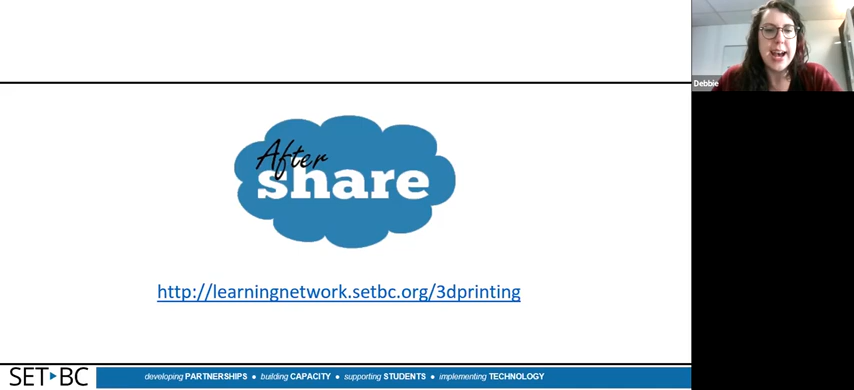 Debbie
After
share
http://learningnetwork.setbc.org/3dprinting
SET▸BC
developing PARTNERSHIPS ● building CAPACITY ● supporting STUDENTS ● implementing TECHNOLOGY